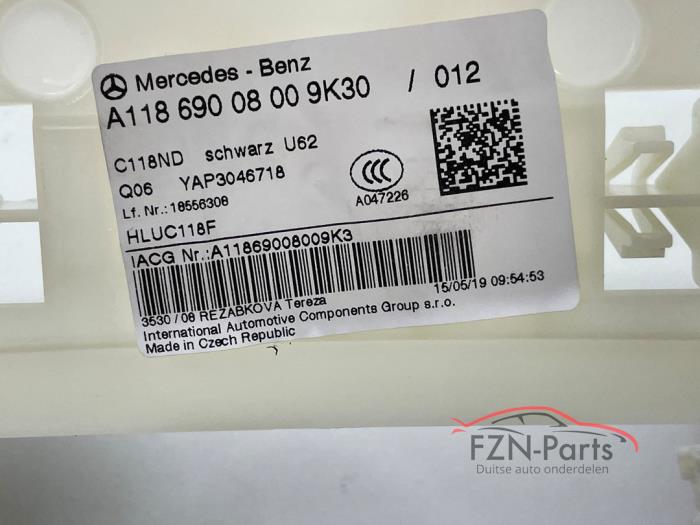 Mercedes - Benz
A118 690 08 00 9K30 / 012
C118ND schwarz U62
Q06 YAP3046718
Lf. Nr.:18556308
CCC
A047226
HLUC118F
IACG Nr.:A11869008009K3
15/05/19 09:54:53
3530 / 08 REZABKOVA Tereza
International Automotive Components Group s.r.o.
Made in Czech Republic
FZN-Parts
Duitse auto onderdelen